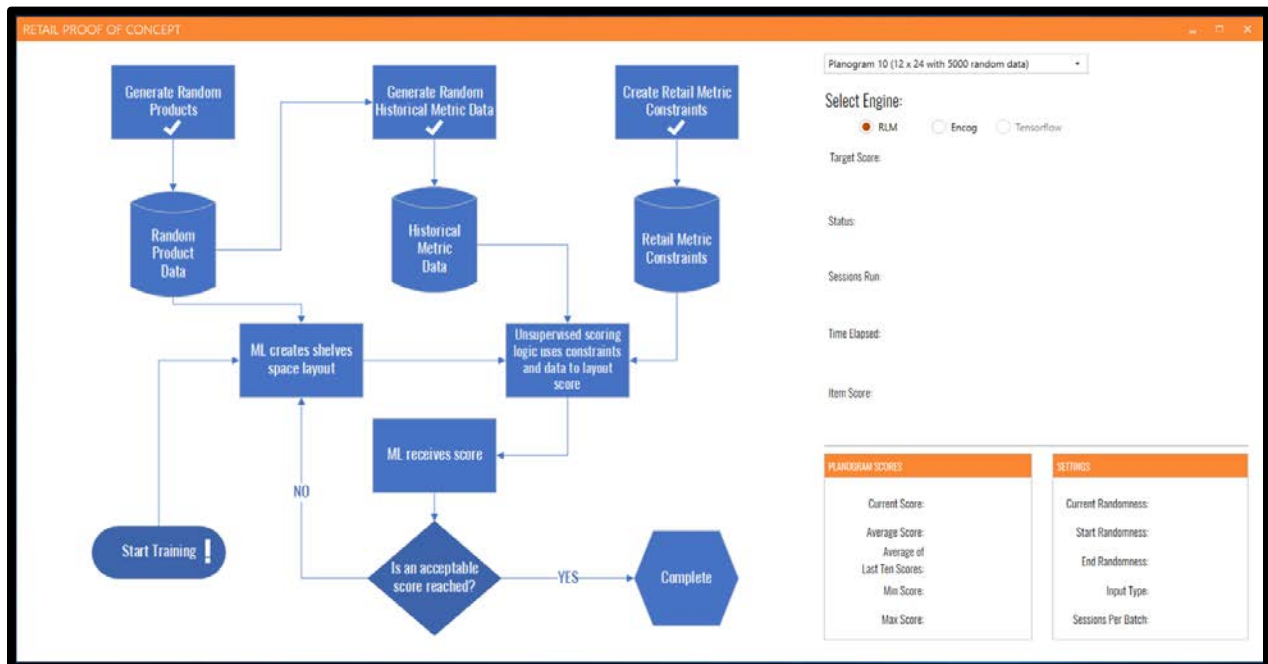 RETAIL PROOF OF CONCEPT
Generate Random
Products
Generate Random
Historical Metric Data
Create Retail Metric
Constraints
Random
Product
Data
Historical
Metric
Data
Retail Metric
Constraints
ML creates shelves
space layout
Unsupervised scoring
logic uses constraints
and data to layout
score
ML receives score
NO
Start Training !
Is an acceptable
score reached?
YES
Complete
Planogram 10 (12 x 24 with 5000 random data)
Select Engine:
RLM Encog Tensorflow
Target Score:
Status:
Sessions Run:
Time Elapsed:
Item Score:
PLANOGRAM SCORES
Current Score:
Average Score:
Average of
Last Ten Scores:
Min Score:
Max Score:
SETTINGS
Current Randomness:
Start Randomness:
End Randomness:
Input Type:
Sessions Per Batch: